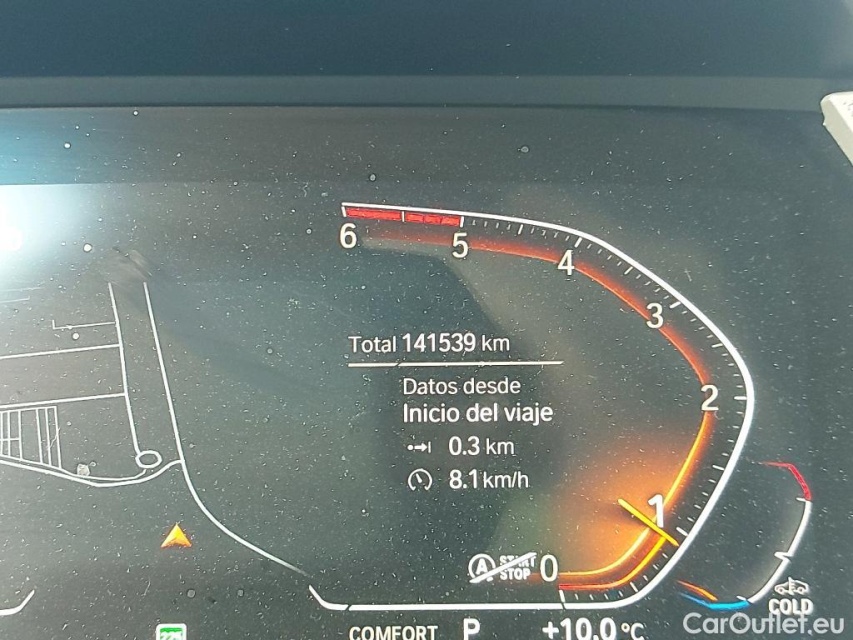 6
5
4
3
Total 141539 km
Datos desde
2
Inicio del viaje
0.3 km
8.1 km/h
1
A START STOP 0
COLD
225
COMFORT P +10.0 °C
CarOutlet.eu